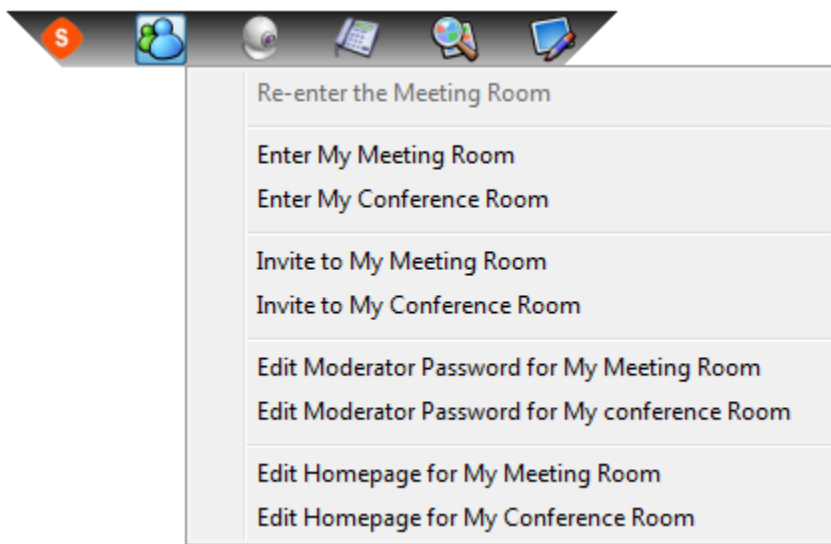 S
Re-enter the Meeting Room
Enter My Meeting Room
Enter My Conference Room
Invite to My Meeting Room
Invite to My Conference Room
Edit Moderator Password for My Meeting Room
Edit Moderator Password for My conference Room
Edit Homepage for My Meeting Room
Edit Homepage for My Conference Room